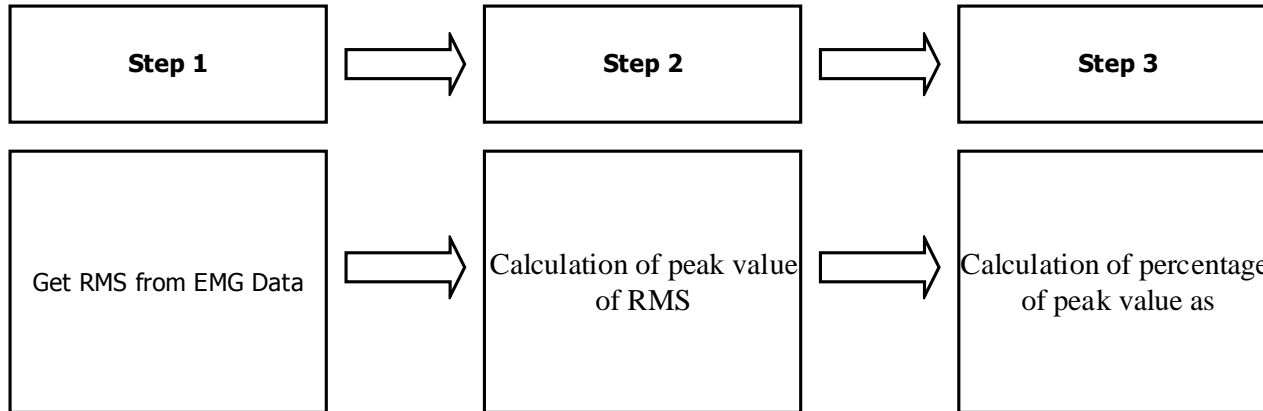 Step 1
Step 2
Step 3
Get RMS from EMG Data
Calculation of peak value
of RMS
Calculation of percentage
of peak value as